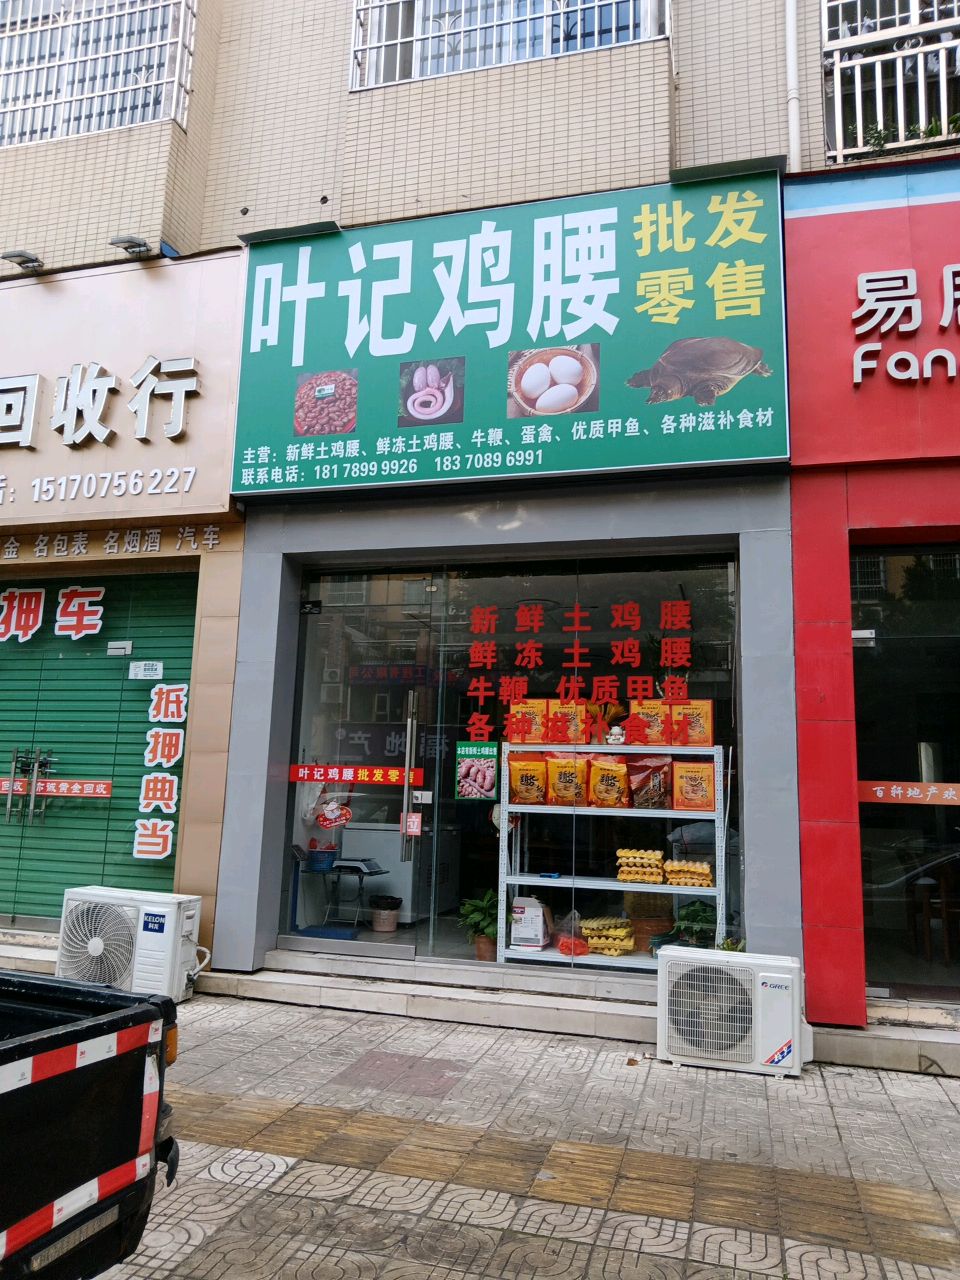 叶记鸡腰
批发
零售
主营：新鲜土鸡腰、鲜冻土鸡腰、牛鞭、蛋禽、优质甲鱼、各种滋补食材
联系电话：181 7899 9926 183 7089 6991
回收行
15170756227
金 名包表 名烟酒 汽车
押车
抵押典当
易居
Fan
新鲜土鸡腰
鲜冻土鸡腰
牛鞭 优质甲鱼
各种滋补食材
叶记鸡腰批发零售
百轩地产欢
KELON
GREE